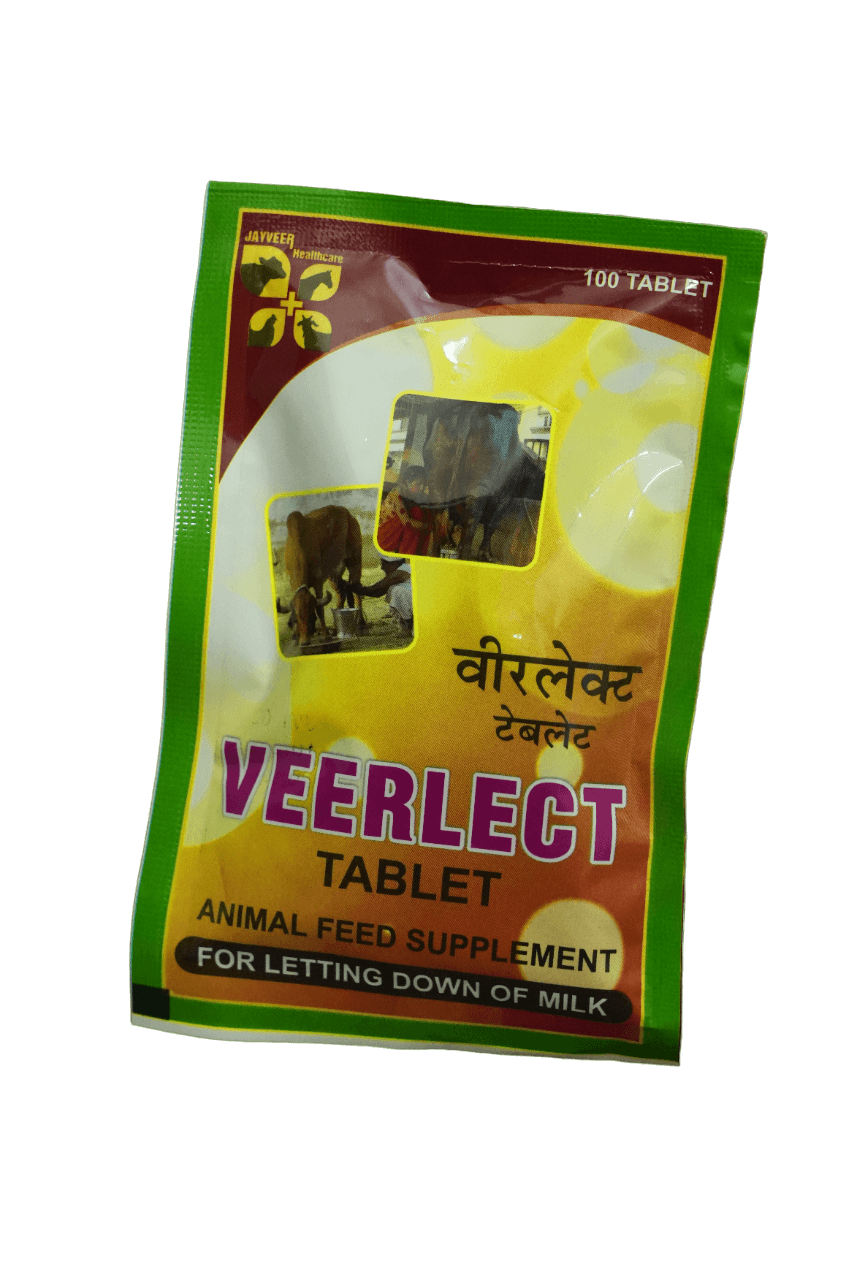 JAYVEER
Healthcare
100 TABLET
वीरलेक्ट
टेबलेट
VEERLECT
TABLET
ANIMAL FEED SUPPLEMENT
FOR LETTING DOWN OF MILK